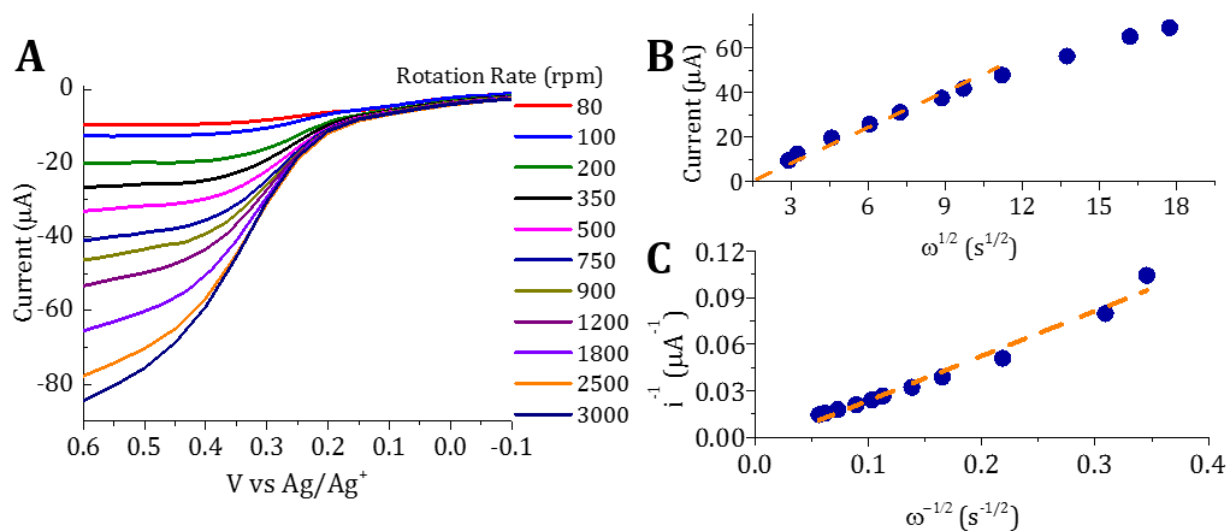 A
Rotation Rate (rpm)
80
100
200
350
500
750
900
1200
1800
2500
3000
0
-20
-40
-60
-80
Current (µA)
0.6 0.5 0.4 0.3 0.2 0.1 0.0 -0.1
V vs Ag/Ag⁺
B
60
40
20
0
Current (µA)
3 6 9 12 15 18
ω^1/2 (s^1/2)
C
0.12
0.09
0.06
0.03
0.00
i^-1 (µA^-1)
0.0 0.1 0.2 0.3 0.4
ω^-1/2 (s^-1/2)